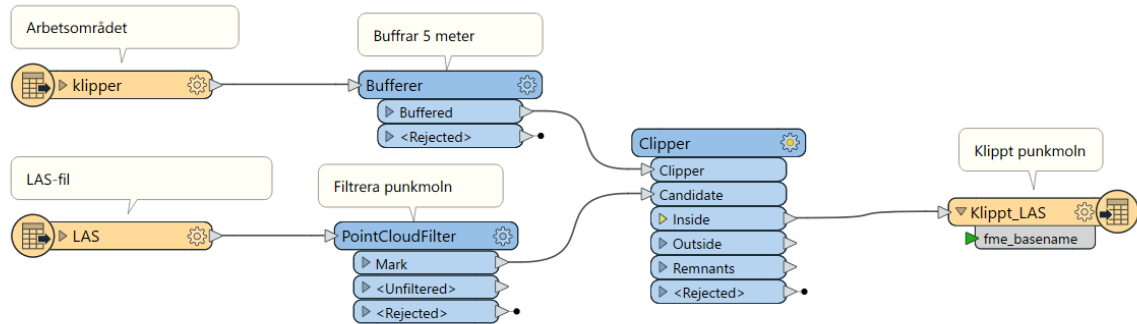 Arbetsområdet
Buffrar 5 meter
klipper
Bufferer
Buffered
<Rejected>
LAS-fil
Filtrera punkmoln
LAS
PointCloudFilter
Mark
<Unfiltered>
<Rejected>
Clipper
Clipper
Candidate
Inside
Outside
Remnants
<Rejected>
Klippt punkmoln
Klippt_LAS
fme_basename